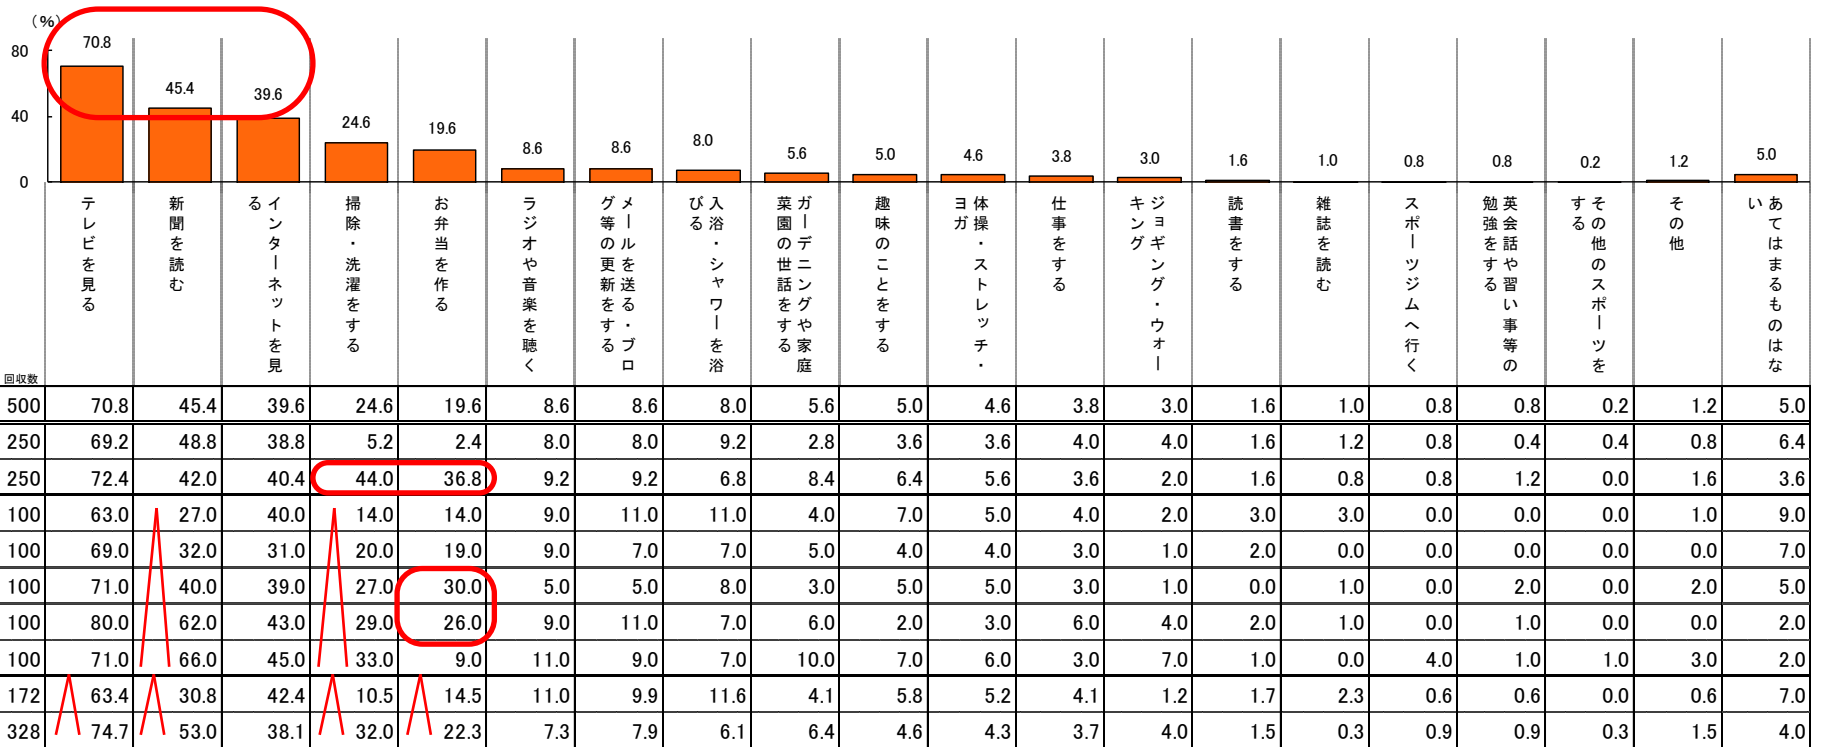 (%)
80
40
0
70.8 45.4 39.6 24.6 19.6 8.6 8.6 8.0 5.6 5.0 4.6 3.8 3.0 1.6 1.0 0.8 0.8 0.2 1.2 5.0
テレビを見る
新聞を読む
インターネットを見
る
掃除・洗濯をする
お弁当を作る
ラジオや音楽を聴く
メールを送る・ブロ
グ等の更新をする
入浴・シャワーを浴
びる
ガーデニングや家庭
菜園の世話をする
趣味のことをする
体操・ストレッチ・
ヨガ
仕事をする
ジョギング・ウォー
キング
読書をする
雑誌を読む
スポーツジムへ行く
英会話や習い事等の
勉強をする
その他のスポーツを
する
その他
あてはまるものはな
い
回収数
500 70.8 45.4 39.6 24.6 19.6 8.6 8.6 8.0 5.6 5.0 4.6 3.8 3.0 1.6 1.0 0.8 0.8 0.2 1.2 5.0
250 69.2 48.8 38.8 5.2 2.4 8.0 8.0 9.2 2.8 3.6 3.6 4.0 4.0 1.6 1.2 0.8 0.4 0.4 0.8 6.4
250 72.4 42.0 40.4 44.0 36.8 9.2 9.2 6.8 8.4 6.4 5.6 3.6 2.0 1.6 0.8 0.8 1.2 0.0 1.6 3.6
100 63.0 27.0 40.0 14.0 14.0 9.0 11.0 11.0 4.0 7.0 5.0 4.0 2.0 3.0 3.0 0.0 0.0 0.0 1.0 9.0
100 69.0 32.0 31.0 20.0 19.0 9.0 7.0 7.0 5.0 4.0 4.0 3.0 1.0 2.0 0.0 0.0 0.0 0.0 0.0 7.0
100 71.0 40.0 39.0 27.0 30.0 5.0 5.0 8.0 3.0 5.0 5.0 3.0 1.0 0.0 1.0 0.0 2.0 0.0 2.0 5.0
100 80.0 62.0 43.0 29.0 26.0 9.0 11.0 7.0 6.0 2.0 3.0 6.0 4.0 2.0 1.0 0.0 1.0 0.0 0.0 2.0
100 71.0 66.0 45.0 33.0 9.0 11.0 9.0 7.0 10.0 7.0 6.0 3.0 7.0 1.0 0.0 4.0 1.0 1.0 3.0 2.0
172 63.4 30.8 42.4 10.5 14.5 11.0 9.9 11.6 4.1 5.8 5.2 4.1 1.2 1.7 2.3 0.6 0.6 0.0 0.6 7.0
328 74.7 53.0 38.1 32.0 22.3 7.3 7.9 6.1 6.4 4.6 4.3 3.7 4.0 1.5 0.3 0.9 0.9 0.3 1.5 4.0